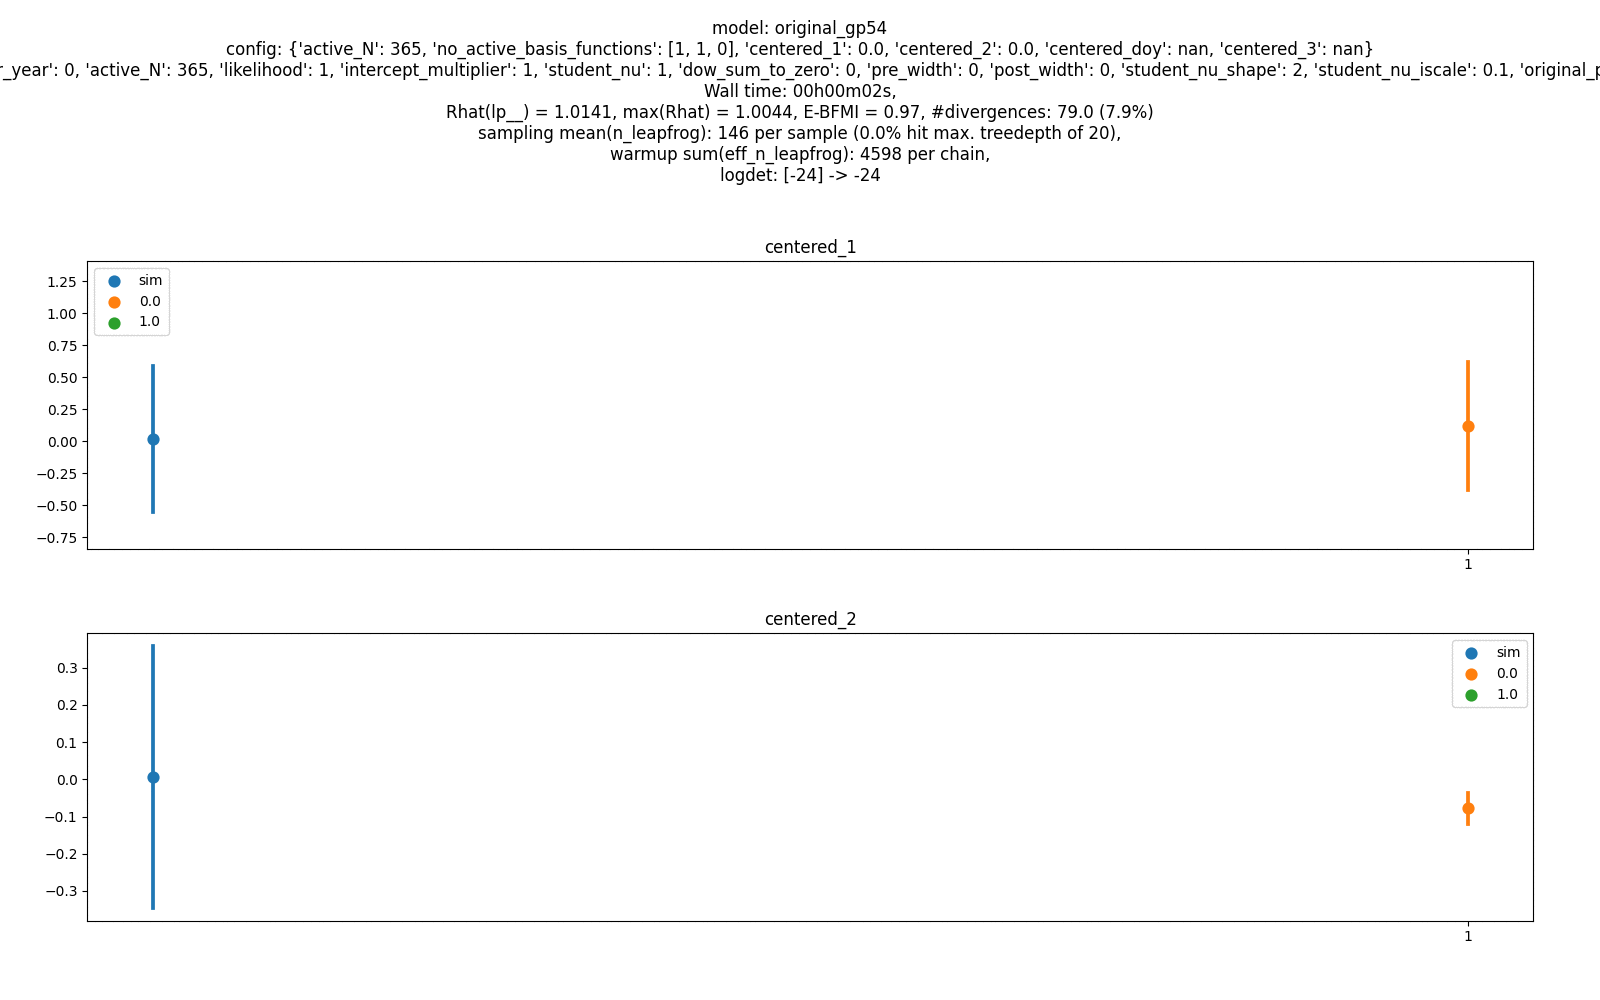 model: original_gp54
config: {'active_N': 365, 'no_active_basis_functions': [1, 1, 0], 'centered_1': 0.0, 'centered_2': 0.0, 'centered_doy': nan, 'centered_3': nan}
r_year': 0, 'active_N': 365, 'likelihood': 1, 'intercept_multiplier': 1, 'student_nu': 1, 'dow_sum_to_zero': 0, 'pre_width': 0, 'post_width': 0, 'student_nu_shape': 2, 'student_nu_iscale': 0.1, 'original_p
Wall time: 00h00m02s,
Rhat(lp__) = 1.0141, max(Rhat) = 1.0044, E-BFMI = 0.97, #divergences: 79.0 (7.9%)
sampling mean(n_leapfrog): 146 per sample (0.0% hit max. treedepth of 20),
warmup sum(eff_n_leapfrog): 4598 per chain,
logdet: [-24] -> -24
centered_1
sim
0.0
1.0
1.25
1.00
0.75
0.50
0.25
0.00
−0.25
−0.50
−0.75
1
centered_2
sim
0.0
1.0
0.3
0.2
0.1
0.0
−0.1
−0.2
−0.3
1